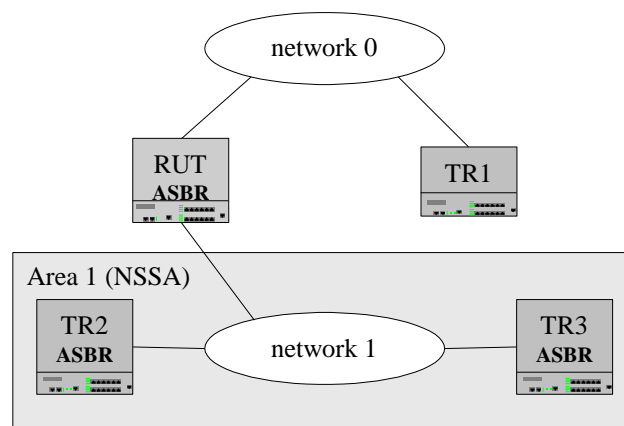 network 0
RUT
ASBR
TR1
Area 1 (NSSA)
TR2
ASBR
network 1
TR3
ASBR